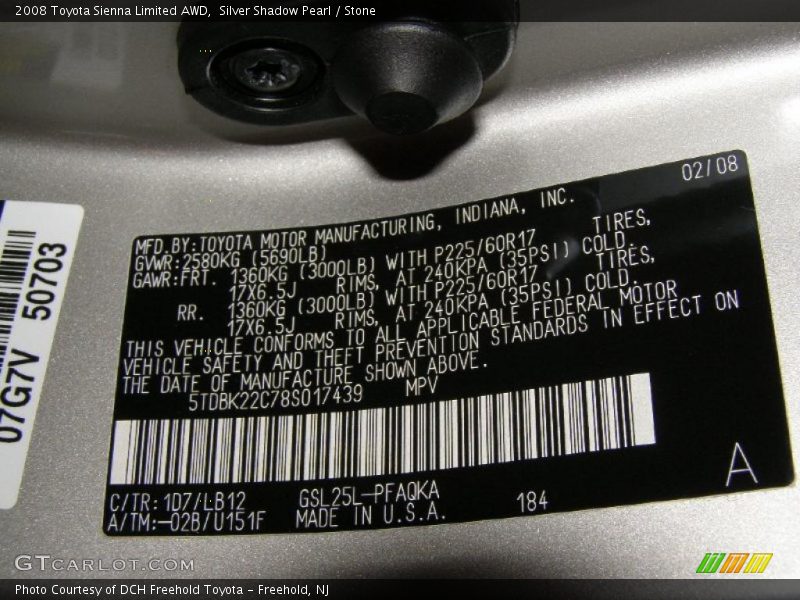 2008 Toyota Sienna Limited AWD,  Silver Shadow Pearl / Stone
02/08
MFD. BY: TOYOTA MOTOR MANUFACTURING, INDIANA, INC.
GVWR: 2580KG (5690LB)
GAWR: FRT. 1360KG (3000LB) WITH P225/60R17 TIRES,
17X6.5J RIMS, AT 240KPA (35PSI) COLD.
RR. 1360KG (3000LB) WITH P225/60R17 TIRES,
17X6.5J RIMS, AT 240KPA (35PSI) COLD.
THIS VEHICLE CONFORMS TO ALL APPLICABLE FEDERAL MOTOR
VEHICLE SAFETY AND THEFT PREVENTION STANDARDS IN EFFECT ON
THE DATE OF MANUFACTURE SHOWN ABOVE.
5TDBK22C78S017439 MPV
C/TR: 1D7/LB12 GSL25L-PFAQKA
A/TM: -02B/U151F MADE IN U.S.A. 184
A
07G7V 50703
GTCARLOT.COM
Photo Courtesy of DCH Freehold Toyota - Freehold, NJ